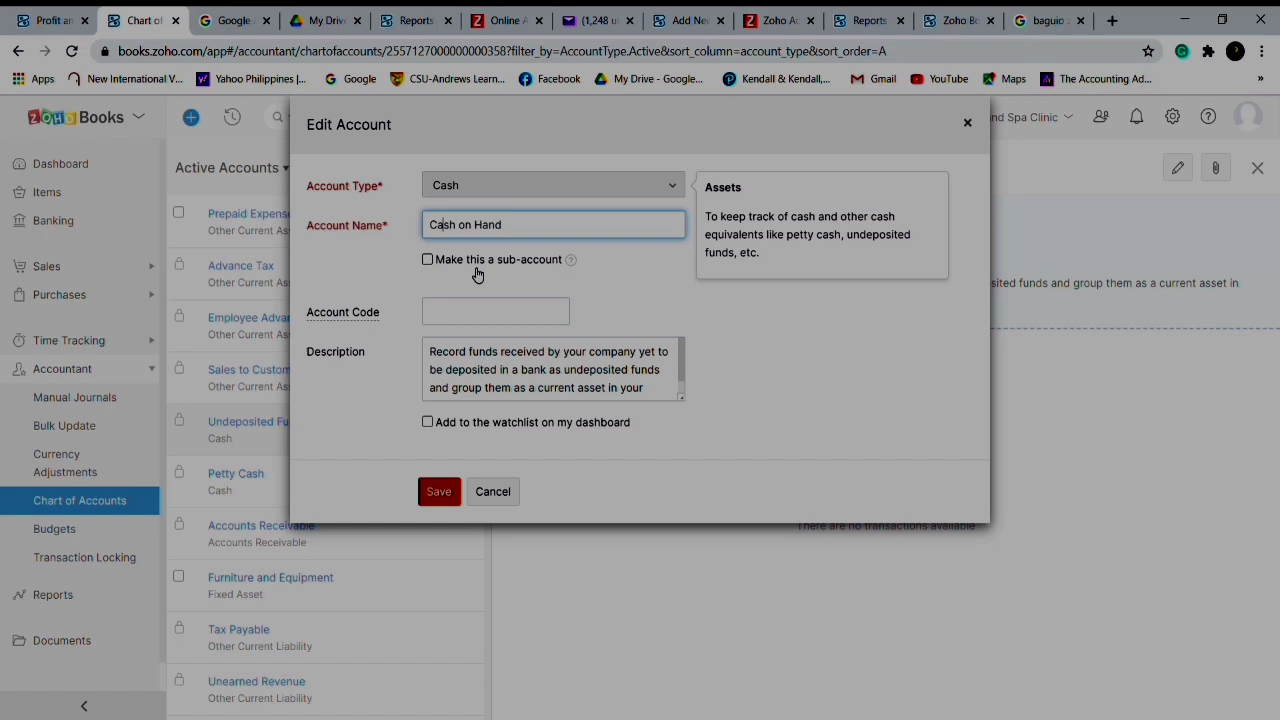 Profit an
Chart of
Google
My Driv
Reports
Online A
(1,248 u
Add Nev
Zoho Ac
Reports
Zoho Bo
baguio z
books.zoho.com/app#/accountant/chartofaccounts/2557127000000000358?filter_by=AccountType.Active&sort_column=account_type&sort_order=A
Apps
New International V...
Yahoo Philippines |...
Google
CSU-Andrews Learn...
Facebook
My Drive - Google...
Kendall & Kendall,...
Gmail
YouTube
Maps
The Accounting Ad...
»
ZOHO Books
nd Spa Clinic
Dashboard
Items
Banking
Sales
Purchases
Time Tracking
Accountant
Manual Journals
Bulk Update
Currency
Adjustments
Chart of Accounts
Budgets
Transaction Locking
Reports
Documents
Active Accounts
Prepaid Expens
Other Current Ass
Advance Tax
Other Current Ass
Employee Advan
Other Current Ass
Sales to Custom
Other Current Ass
Undeposited Fu
Cash
Petty Cash
Cash
Accounts Receivable
Accounts Receivable
Furniture and Equipment
Fixed Asset
Tax Payable
Other Current Liability
Unearned Revenue
Other Current Liability
Edit Account
Account Type*
Cash
Account Name*
Cash on Hand
Make this a sub-account
Account Code
Description
Record funds received by your company yet to
be deposited in a bank as undeposited funds
and group them as a current asset in your
Add to the watchlist on my dashboard
Save
Cancel
Assets
To keep track of cash and other cash
equivalents like petty cash, undeposited
funds, etc.
osited funds and group them as a current asset in
There are no transactions available